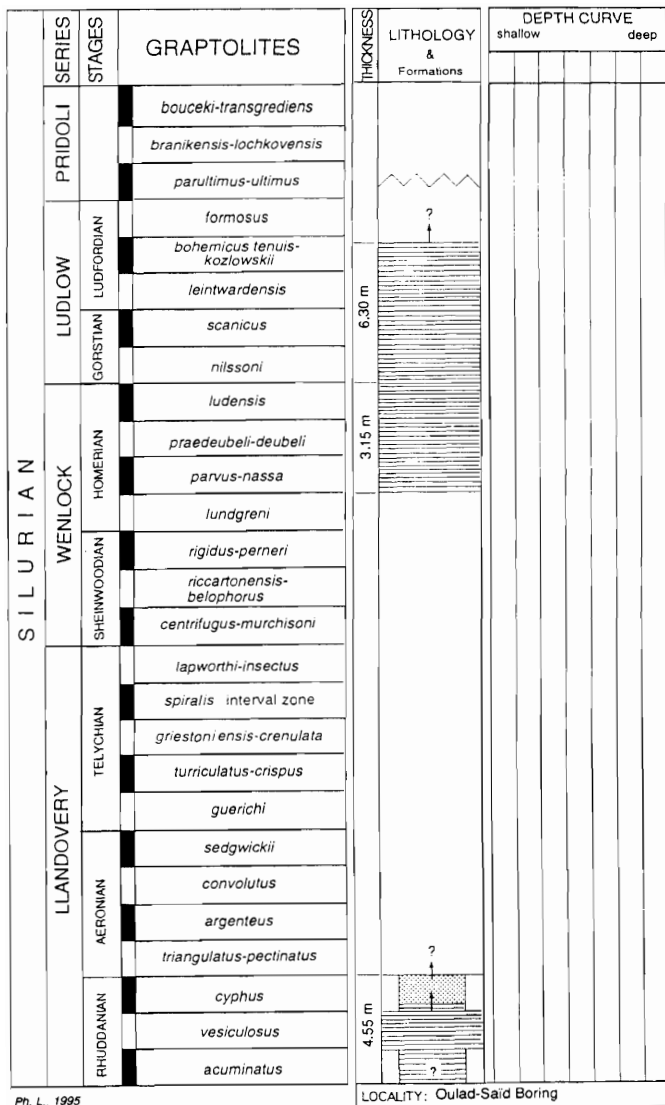 SILURIAN
SERIES
STAGES
GRAPTOLITES
THICKNESS
LITHOLOGY
&
Formations
DEPTH CURVE
shallow deep
PRIDOLI
bouceki-transgrediens
branikensis-lochkovensis
parultimus-ultimus
LUDLOW
LUDFORDIAN
formosus
?
bohemicus tenuis-
kozlowskii
leintwardensis
6.30 m
GORSTIAN
scanicus
nilssoni
WENLOCK
HOMERIAN
ludensis
praedeubeli-deubeli
3.15 m
parvus-nassa
lundgreni
SHEINWOODIAN
rigidus-perneri
riccartonensis-
belophorus
centrifugus-murchisoni
LLANDOVERY
TELYCHIAN
lapworthi-insectus
spiralis interval zone
griestoniensis-crenulata
turriculatus-crispus
guerichi
AERONIAN
sedgwickii
convolutus
argenteus
triangulatus-pectinatus
?
RHUDDANIAN
cyphus
vesiculosus
4.55 m
acuminatus
?
Ph. L., 1995
LOCALITY: Oulad-Saïd Boring